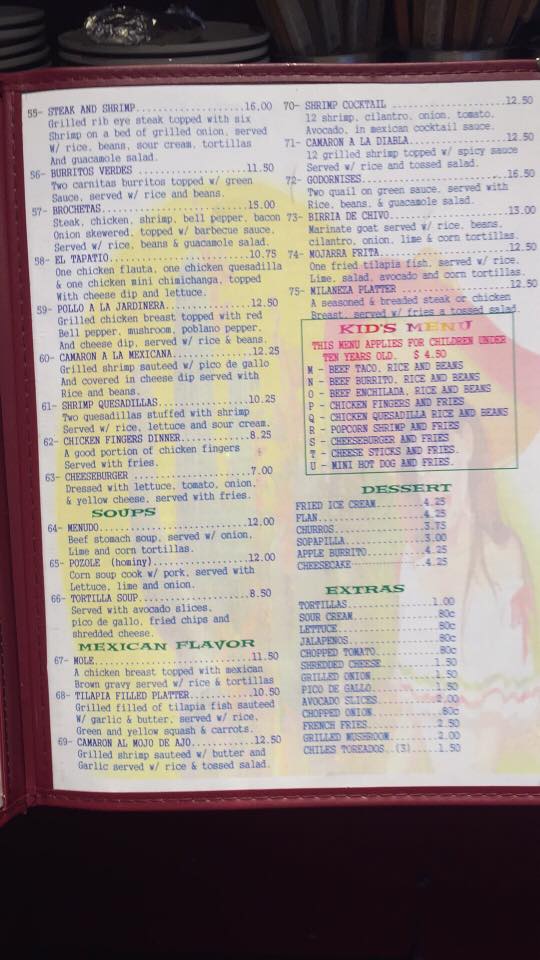 55- STEAK AND SHRIMP....................16.00
Grilled rib eye steak topped with six
Shrimp on a bed of grilled onion, served
W/ rice, beans, sour cream, tortillas
And guacamole salad.
56- BURRITOS VERDES ....................11.50
Two carnitas burritos topped w/ green
Sauce, served w/ rice and beans.
57- BROCHETAS...........................15.00
Steak, chicken, shrimp, bell pepper, bacon
Onion skewered, topped w/ barbecue sauce.
Served w/ rice, beans & guacamole salad.
58- EL TAPATIO..........................10.75
One chicken flauta, one chicken quesadilla
& one chicken mini chimichanga, topped
With cheese dip and lettuce.
59- POLLO A LA JARDINERA................12.50
Grilled chicken breast topped with red
Bell pepper, mushroom, poblano pepper,
And cheese dip, served w/ rice & beans.
60- CAMARON A LA MEXICANA...............12.25
Grilled shrimp sauteed w/ pico de gallo
And covered in cheese dip served with
Rice and beans.
61- SHRIMP QUESADILLAS..................10.25
Two quesadillas stuffed with shrimp
Served w/ rice, lettuce and sour cream.
62- CHICKEN FINGERS DINNER..............8.25
A good portion of chicken fingers
Served with fries.
63- CHEESEBURGER ....................7.00
Dressed with lettuce, tomato, onion,
& yellow cheese, served with fries.
SOUPS
64- MENUDO..........................12.00
Beef stomach soup, served w/ onion,
Lime and corn tortillas.
65- POZOLE (hominy).................12.00
Corn soup cook w/ pork, served with
Lettuce, lime and onion.
66- TORTILLA SOUP...................8.50
Served with avocado slices,
pico de gallo, fried chips and
shredded cheese.
MEXICAN FLAVOR
67- MOLE............................11.50
A chicken breast topped with mexican
Brown gravy served w/ rice & tortillas
68- TILAPIA FILLED PLATTER..........10.50
Grilled filled of tilapia fish sauteed
W/ garlic & butter, served w/ rice,
Green and yellow squash & carrots.
69- CAMARON AL MOJO DE AJO..........12.50
Grilled shrimp sauteed w/ butter and
Garlic served w/ rice & tossed salad.
70- SHRIMP COCKTAIL ....................12.50
12 shrimp, cilantro, onion, tomato,
Avocado, in mexican cocktail sauce.
71- CAMARON A LA DIABLA.................12.50
12 grilled shrimp topped w/ spicy sauce
Served w/ rice and tossed salad.
72- GODORNISES..........................16.50
Two quail on green sauce, served with
Rice, beans, & guacamole salad.
73- BIRRIA DE CHIVO.....................13.00
Marinate goat served w/ rice, beans,
cilantro, onion, lime & corn tortillas.
74- MOJARRA FRITA.......................12.50
One fried tilapia fish, served w/ rice,
Lime, salad, avocado and corn tortillas.
75- MILANEZA PLATTER....................12.50
A seasoned & breaded steak or chicken
Breast, served w/ fries a tossed salad
KID'S MENU
THIS MENU APPLIES FOR CHILDREN UNDER
TEN YEARS OLD. $ 4.50
M - BEEF TACO, RICE AND BEANS
N - BEEF BURRITO, RICE AND BEANS
O - BEEF ENCHILADA, RICE AND BEANS
P - CHICKEN FINGERS AND FRIES
Q - CHICKEN QUESADILLA RICE AND BEANS
R - POPCORN SHRIMP AND FRIES
S - CHEESEBURGER AND FRIES
T - CHEESE STICKS AND FRIES.
U - MINI HOT DOG AND FRIES.
DESSERT
FRIED ICE CREAM..........4.25
FLAN.....................4.25
CHURROS..................3.75
SOPAPILLA................3.00
APPLE BURRITO............4.25
CHEESECAKE...............4.25
EXTRAS
TORTILLAS................1.00
SOUR CREAM...............80c
LETTUCE..................80c
JALAPENOS................80c
CHOPPED TOMATO...........80c
SHREDDED CHEESE..........1.50
GRILLED ONION............1.50
PICO DE GALLO............1.50
AVOCADO SLICES...........2.00
CHOPPED ONION............80c
FRENCH FRIES.............2.50
GRILLED MUSHROOM.........2.00
CHILES TOREADOS..(3).....1.50